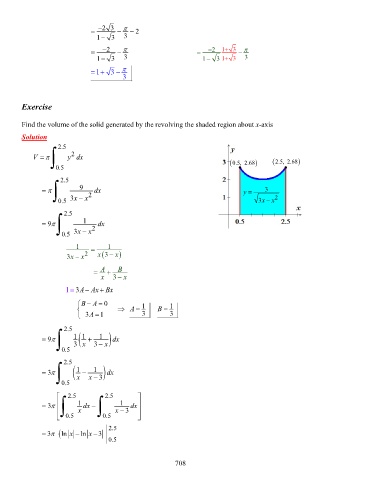 = \frac{-2\sqrt{3}}{1-\sqrt{3}} - \frac{\pi}{3} - 2
= \frac{-2}{1-\sqrt{3}} - \frac{\pi}{3}    = \frac{-2}{1-\sqrt{3}} \frac{1+\sqrt{3}}{1+\sqrt{3}} - \frac{\pi}{3}
= 1+\sqrt{3} - \frac{\pi}{3}
Exercise
Find the volume of the solid generated by the revolving the shaded region about x-axis
Solution
V = \pi \int_{0.5}^{2.5} y^2 dx
= \pi \int_{0.5}^{2.5} \frac{9}{3x-x^2} dx
= 9\pi \int_{0.5}^{2.5} \frac{1}{3x-x^2} dx
y
3 (0.5, 2.68) (2.5, 2.68)
2
y = \frac{3}{\sqrt{3x-x^2}}
1
x
0.5 2.5
\frac{1}{3x-x^2} = \frac{1}{x(3-x)}
= \frac{A}{x} + \frac{B}{3-x}
1 = 3A - Ax + Bx
\begin{cases} B-A=0 \\ 3A=1 \end{cases} ⇒ A = \frac{1}{3} B = \frac{1}{3}
= 9\pi \int_{0.5}^{2.5} \frac{1}{3}\left(\frac{1}{x} + \frac{1}{3-x}\right) dx
= 3\pi \int_{0.5}^{2.5} \left(\frac{1}{x} - \frac{1}{x-3}\right) dx
= 3\pi \left[ \int_{0.5}^{2.5} \frac{1}{x} dx - \int_{0.5}^{2.5} \frac{1}{x-3} dx \right]
= 3\pi (\ln|x| - \ln|x-3| \Big|_{0.5}^{2.5}
708